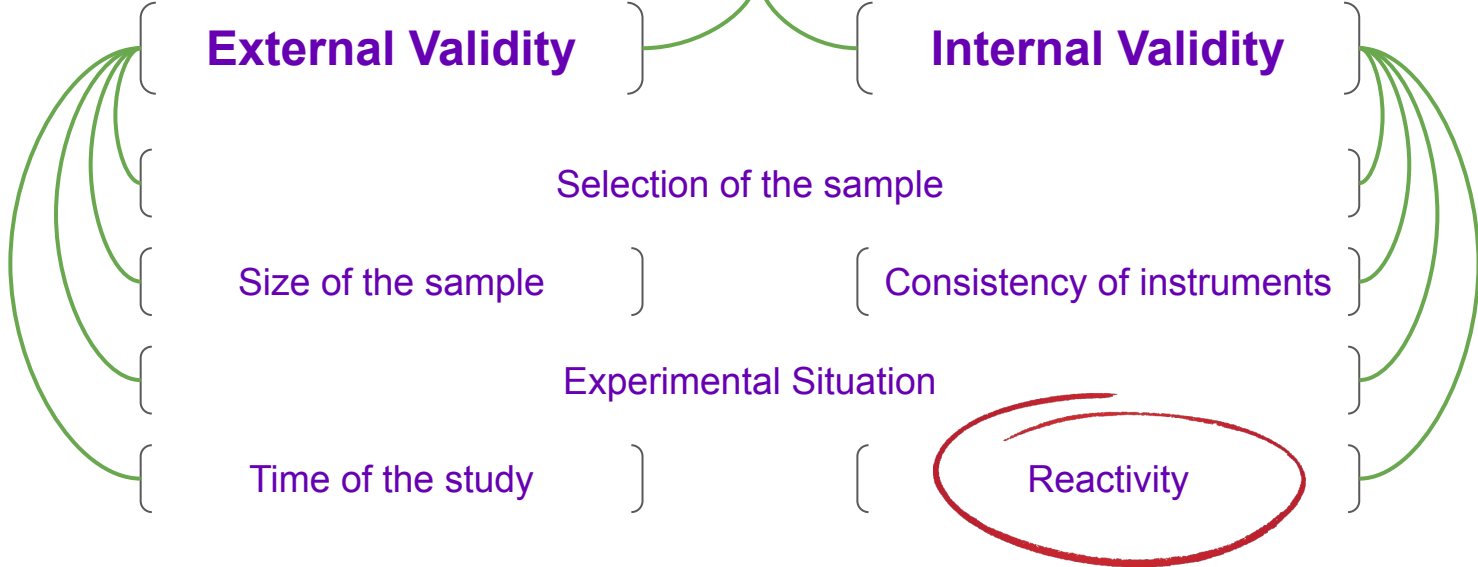 External Validity
Internal Validity
Selection of the sample
Size of the sample
Consistency of instruments
Experimental Situation
Time of the study
Reactivity